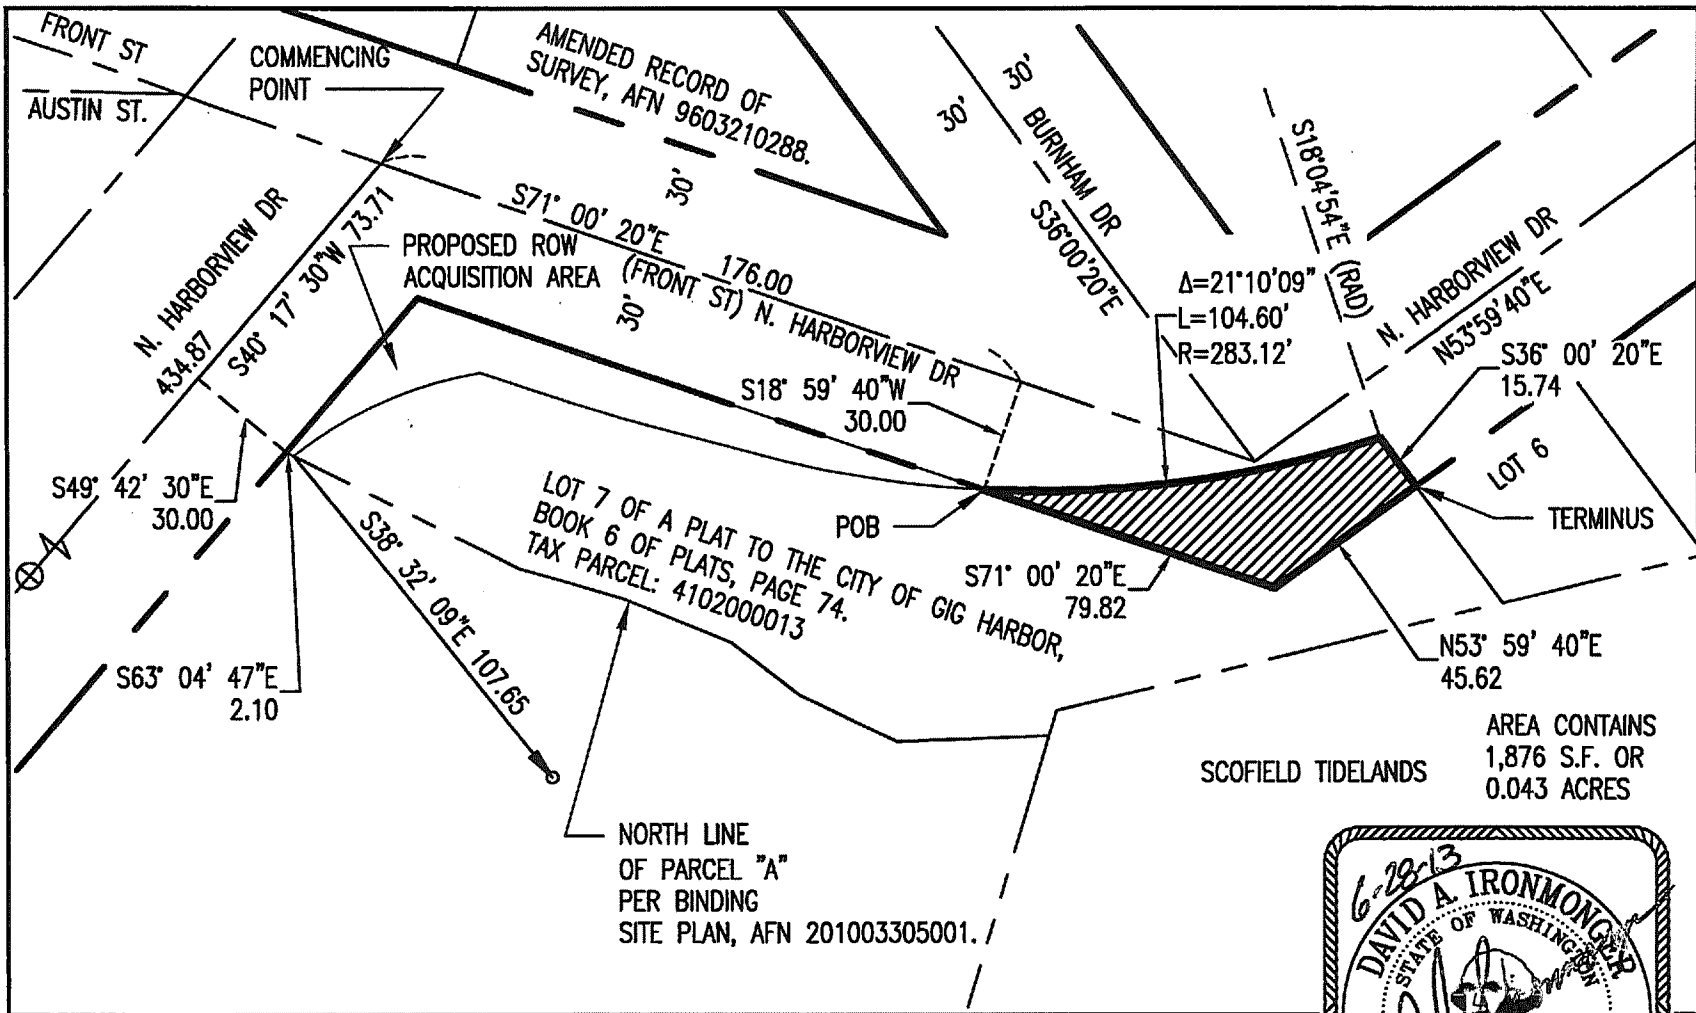 FRONT ST
AUSTIN ST.
COMMENCING
POINT
AMENDED RECORD OF
SURVEY, AFN 9603210288.
30'
30'
30'
30'
BURNHAM DR
S36°00'20"E
S18°04'54"E (RAD)
N. HARBORVIEW DR
N53°59'40"E
N. HARBORVIEW DR
434.87
S40° 17' 30"W 73.71
PROPOSED ROW
ACQUISITION AREA
S71° 00' 20"E
176.00
(FRONT ST) N. HARBORVIEW DR
Δ=21°10'09"
L=104.60'
R=283.12'
S36° 00' 20"E
15.74
S18° 59' 40"W
30.00
LOT 6
S49° 42' 30"E
30.00
POB
TERMINUS
LOT 7 OF A PLAT TO THE CITY OF GIG HARBOR,
BOOK 6 OF PLATS, PAGE 74.
TAX PARCEL: 4102000013
S38° 32' 09"E 107.65
S71° 00' 20"E
79.82
N53° 59' 40"E
45.62
S63° 04' 47"E
2.10
SCOFIELD TIDELANDS
AREA CONTAINS
1,876 S.F. OR
0.043 ACRES
NORTH LINE
OF PARCEL "A"
PER BINDING
SITE PLAN, AFN 201003305001.
N
6-28-13
DAVID A. IRONMONGER
STATE OF WASHINGTON